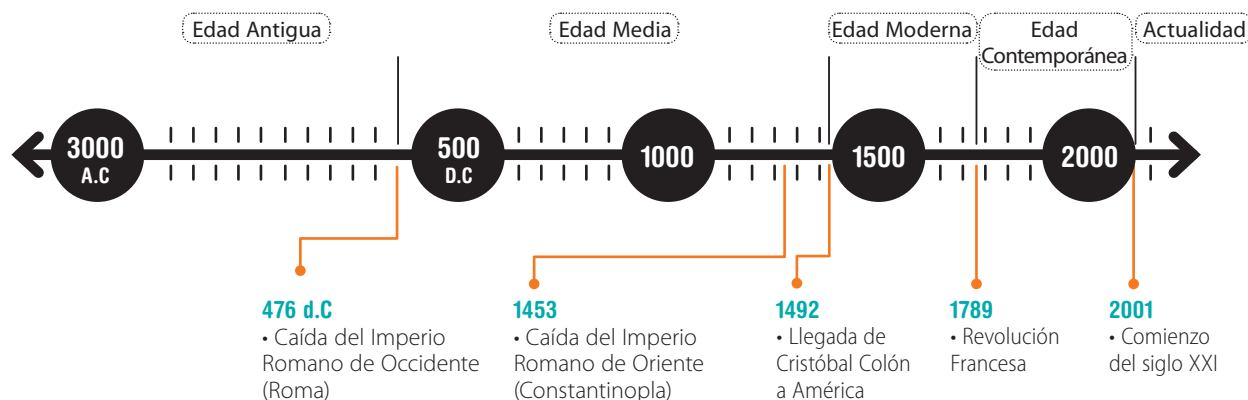 Edad Antigua
Edad Media
Edad Moderna
Edad
Contemporánea
Actualidad
3000
A.C
500
D.C
1000
1500
2000
476 d.C
• Caída del Imperio
Romano de Occidente
(Roma)
1453
• Caída del Imperio
Romano de Oriente
(Constantinopla)
1492
• Llegada de
Cristóbal Colón
a América
1789
• Revolución
Francesa
2001
• Comienzo
del siglo XXI